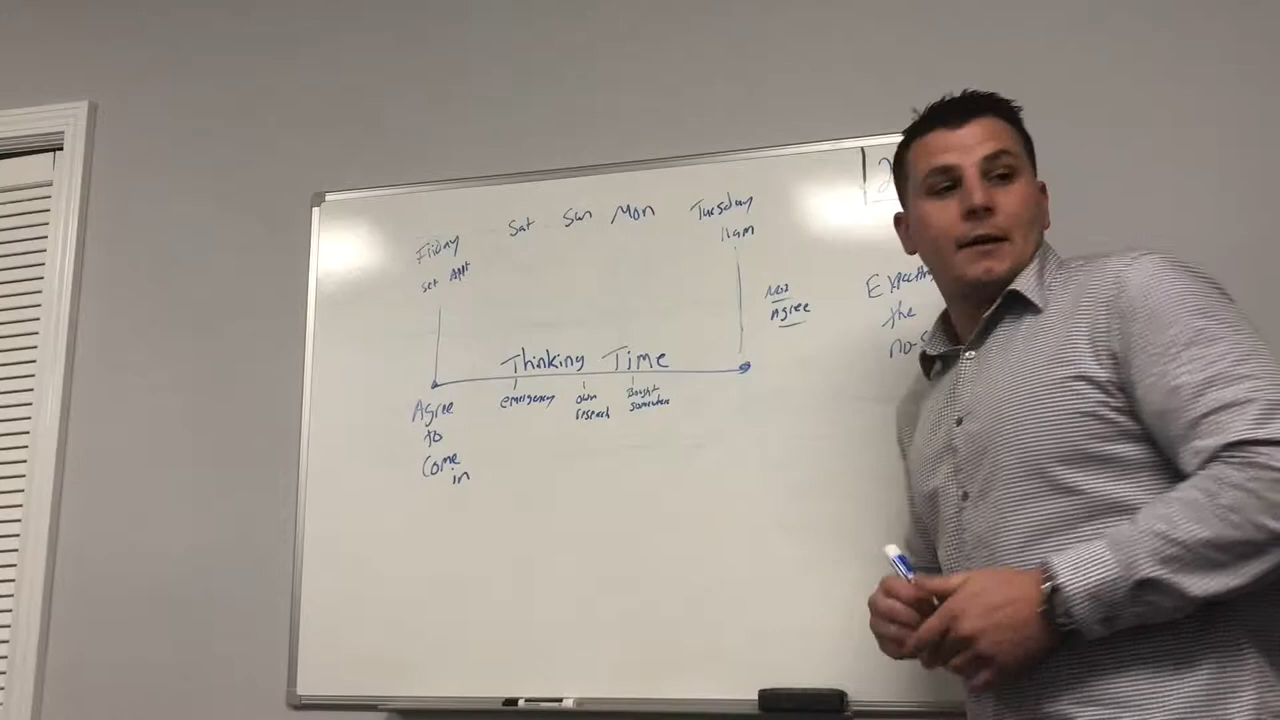 Friday
set APPt
Sat Sun Mon
Tuesday
11am
Not
Agree
Thinking Time
emergency
own
research
Bought
somewhere
Agree
to
Come
in
2
the